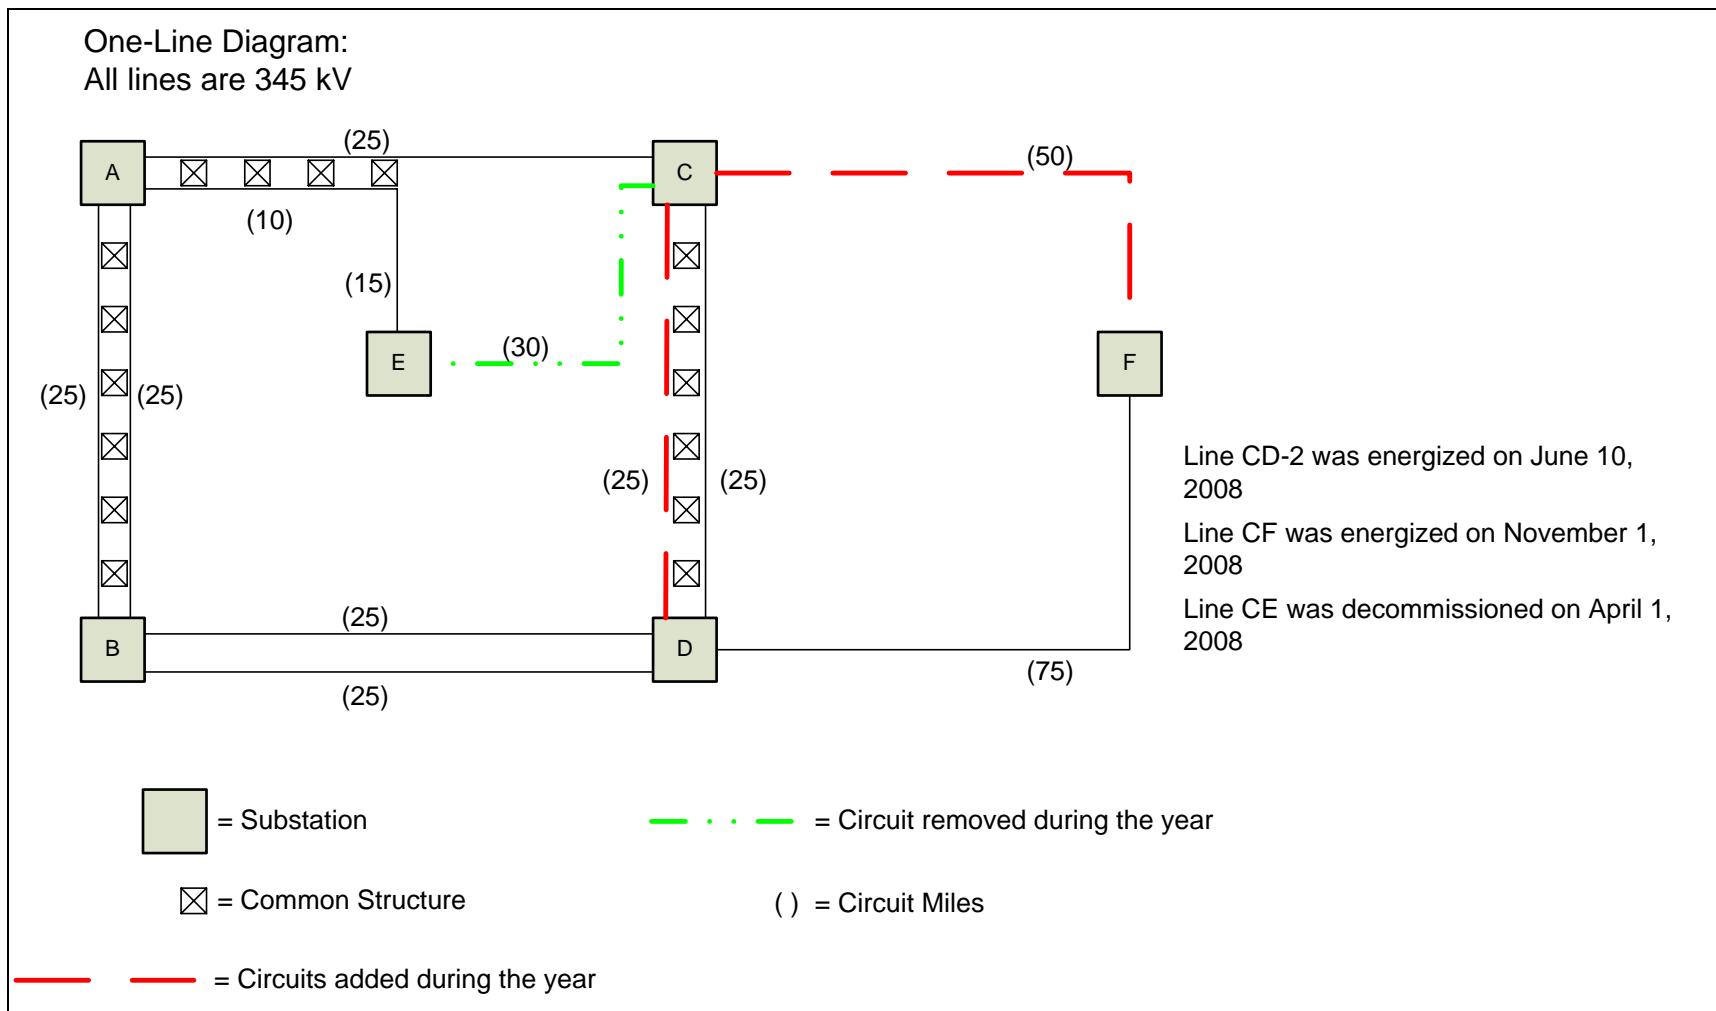 One-Line Diagram:
All lines are 345 kV
(25)
(50)
A
C
(10)
(15)
(30)
E
F
(25)
(25)
(25)
(25)
Line CD-2 was energized on June 10,
2008
Line CF was energized on November 1,
2008
Line CE was decommissioned on April 1,
2008
(25)
B
D
(75)
(25)
= Substation
= Circuit removed during the year
= Common Structure
( ) = Circuit Miles
= Circuits added during the year